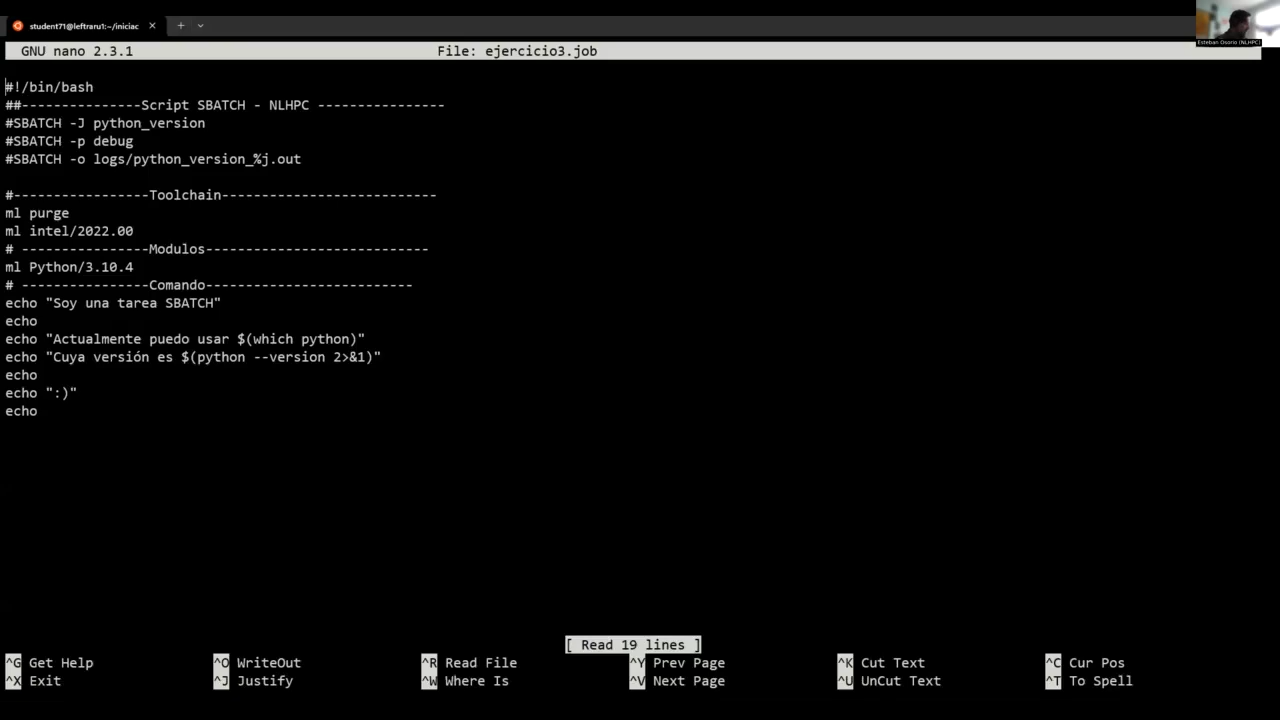 student71@leftraru1:~/iniciac
Esteban Osorio (NLHPC)
GNU nano 2.3.1 File: ejercicio3.job
#!/bin/bash
##---------------Script SBATCH - NLHPC ----------------
#SBATCH -J python_version
#SBATCH -p debug
#SBATCH -o logs/python_version_%j.out
#-----------------Toolchain---------------------------
ml purge
ml intel/2022.00
# ----------------Modulos----------------------------
ml Python/3.10.4
# ----------------Comando--------------------------
echo "Soy una tarea SBATCH"
echo
echo "Actualmente puedo usar $(which python)"
echo "Cuya versión es $(python --version 2>&1)"
echo
echo ":)"
echo
[ Read 19 lines ]
^G Get Help ^O WriteOut ^R Read File ^Y Prev Page ^K Cut Text ^C Cur Pos
^X Exit ^J Justify ^W Where Is ^V Next Page ^U UnCut Text ^T To Spell